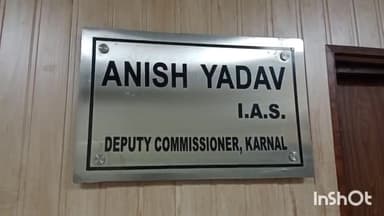 ANISH YADAV
I.A.S.
DEPUTY COMMISSIONER, KARNAL
InShOt